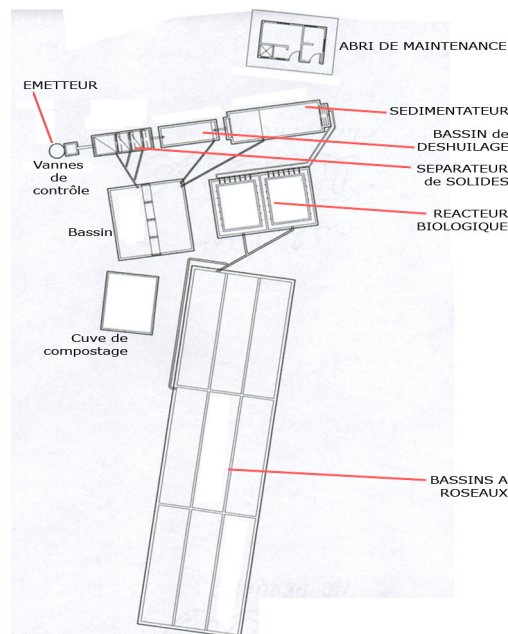 ABRI DE MAINTENANCE
EMETTEUR
SEDIMENTATEUR
BASSIN de
DESHUILAGE
SEPARATEUR
de SOLIDES
Vannes
de
contrôle
REACTEUR
BIOLOGIQUE
Bassin
Cuve de
compostage
BASSINS A
ROSEAUX